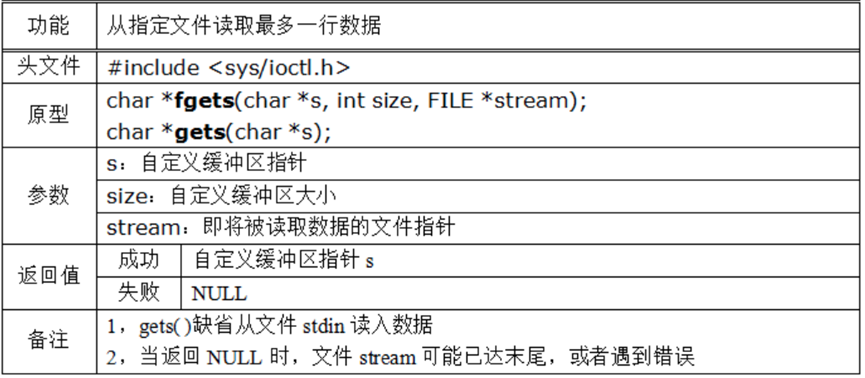 功能 从指定文件读取最多一行数据
头文件 #include <sys/ioctl.h>
原型
char *fgets(char *s, int size, FILE *stream);
char *gets(char *s);
参数
s：自定义缓冲区指针
size：自定义缓冲区大小
stream：即将被读取数据的文件指针
返回值
成功 自定义缓冲区指针 s
失败 NULL
备注
1，gets( )缺省从文件 stdin 读入数据
2，当返回 NULL 时，文件 stream 可能已达末尾，或者遇到错误